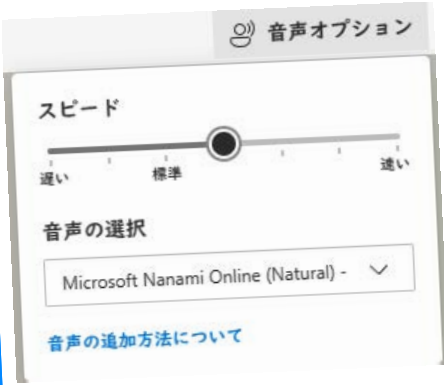 音声オプション
スピード
遅い 標準 速い
音声の選択
Microsoft Nanami Online (Natural) -
音声の追加方法について